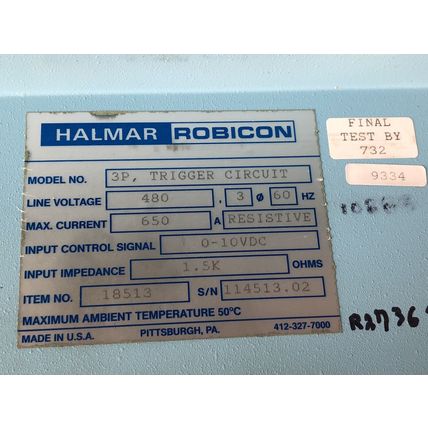 HALMAR ROBICON
MODEL NO. 3P, TRIGGER CIRCUIT
LINE VOLTAGE 480 . 3 ø 60 HZ
MAX. CURRENT 650 A RESISTIVE
INPUT CONTROL SIGNAL 0-10VDC
INPUT IMPEDANCE 1.5K OHMS
ITEM NO. 18513 S/N 114513.02
MAXIMUM AMBIENT TEMPERATURE 50°C
MADE IN U.S.A. PITTSBURGH, PA. 412-327-7000
FINAL
TEST BY
732
9334
R2736